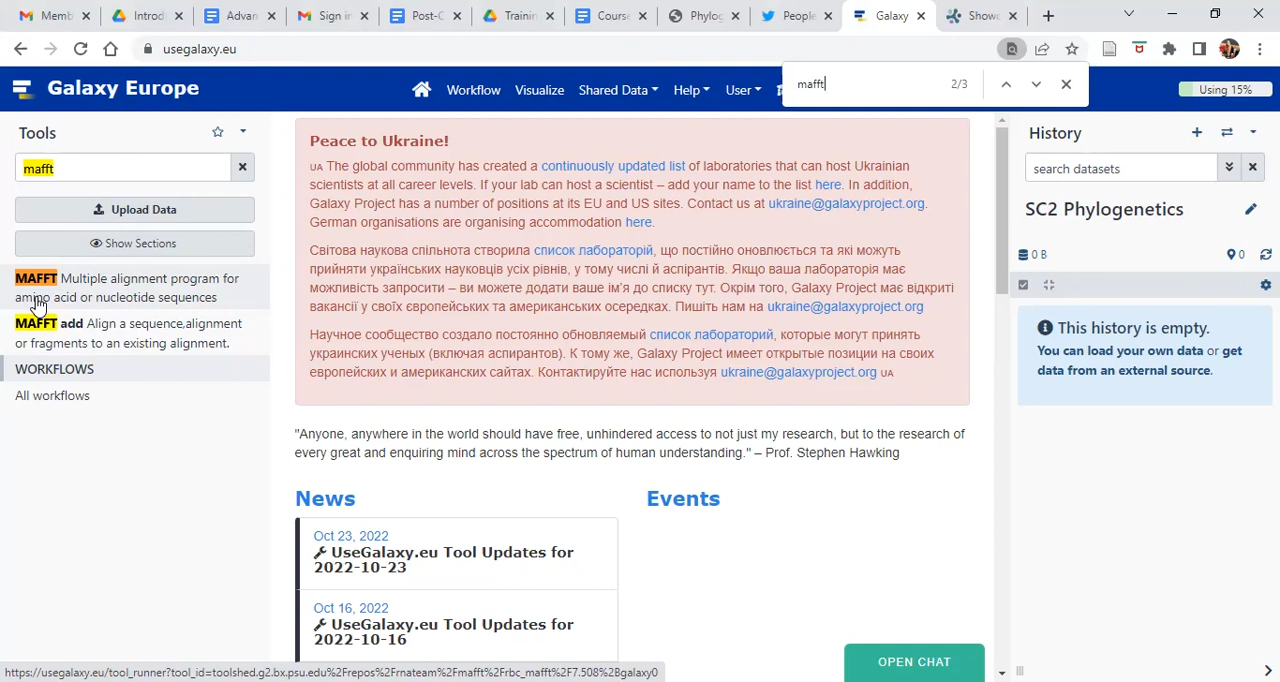 Memb
Introd
Advan
Sign in
Post-C
Trainin
Course
Phylog
People
Galaxy
Show
usegalaxy.eu
mafft
2/3
Galaxy Europe
Workflow
Visualize
Shared Data
Help
User
Using 15%
Tools
mafft
Upload Data
Show Sections
MAFFT Multiple alignment program for
amino acid or nucleotide sequences
MAFFT add Align a sequence,alignment
or fragments to an existing alignment.
WORKFLOWS
All workflows
Peace to Ukraine!
UA The global community has created a continuously updated list of laboratories that can host Ukrainian
scientists at all career levels. If your lab can host a scientist – add your name to the list here. In addition,
Galaxy Project has a number of positions at its EU and US sites. Contact us at ukraine@galaxyproject.org.
German organisations are organising accommodation here.
Світова наукова спільнота створила список лабораторій, що постійно оновлюється та які можуть
прийняти українських науковців усіх рівнів, у тому числі й аспірантів. Якщо ваша лабораторія має
можливість запросити – ви можете додати ваше ім'я до списку тут. Окрім того, Galaxy Project має відкриті
вакансії у своїх європейських та американських осередках. Пишіть нам на ukraine@galaxyproject.org
Научное сообщество создало постоянно обновляемый список лабораторий, которые могут принять
украинских ученых (включая аспирантов). К тому же, Galaxy Project имеет открытые позиции на своих
европейских и американских сайтах. Контактируйте нас используя ukraine@galaxyproject.org UA
"Anyone, anywhere in the world should have free, unhindered access to not just my research, but to the research of
every great and enquiring mind across the spectrum of human understanding." – Prof. Stephen Hawking
News
Events
Oct 23, 2022
UseGalaxy.eu Tool Updates for
2022-10-23
Oct 16, 2022
UseGalaxy.eu Tool Updates for
2022-10-16
OPEN CHAT
History
search datasets
SC2 Phylogenetics
0 B
0
This history is empty.
You can load your own data or get
data from an external source.
https://usegalaxy.eu/tool_runner?tool_id=toolshed.g2.bx.psu.edu%2Frepos%2Frnateam%2Fmafft%2Frbc_mafft%2F7.508%2Bgalaxy0